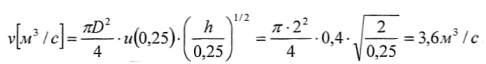 v[м³/с] = πD²/4 · u(0,25) · (h/0,25)^1/2 = π·2²/4 · 0,4 · √(2/0,25) = 3,6м³/с